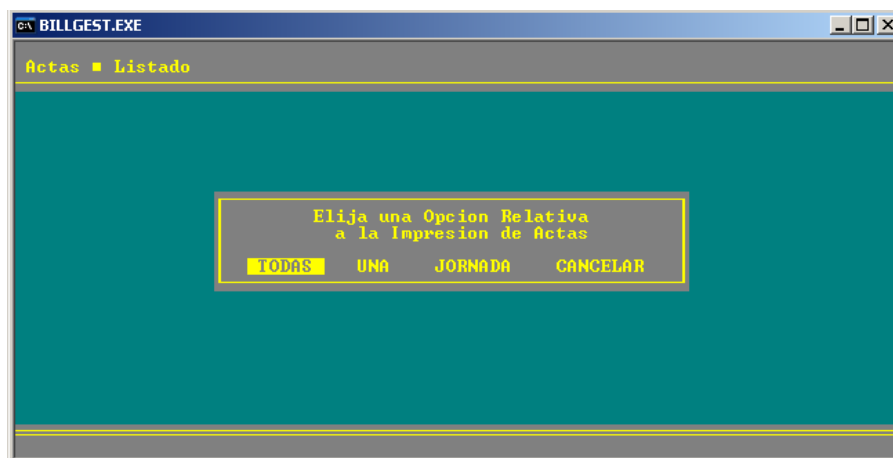 BILLGEST.EXE
Actas ■ Listado
Elija una Opcion Relativa
a la Impresion de Actas
TODAS UNA JORNADA CANCELAR